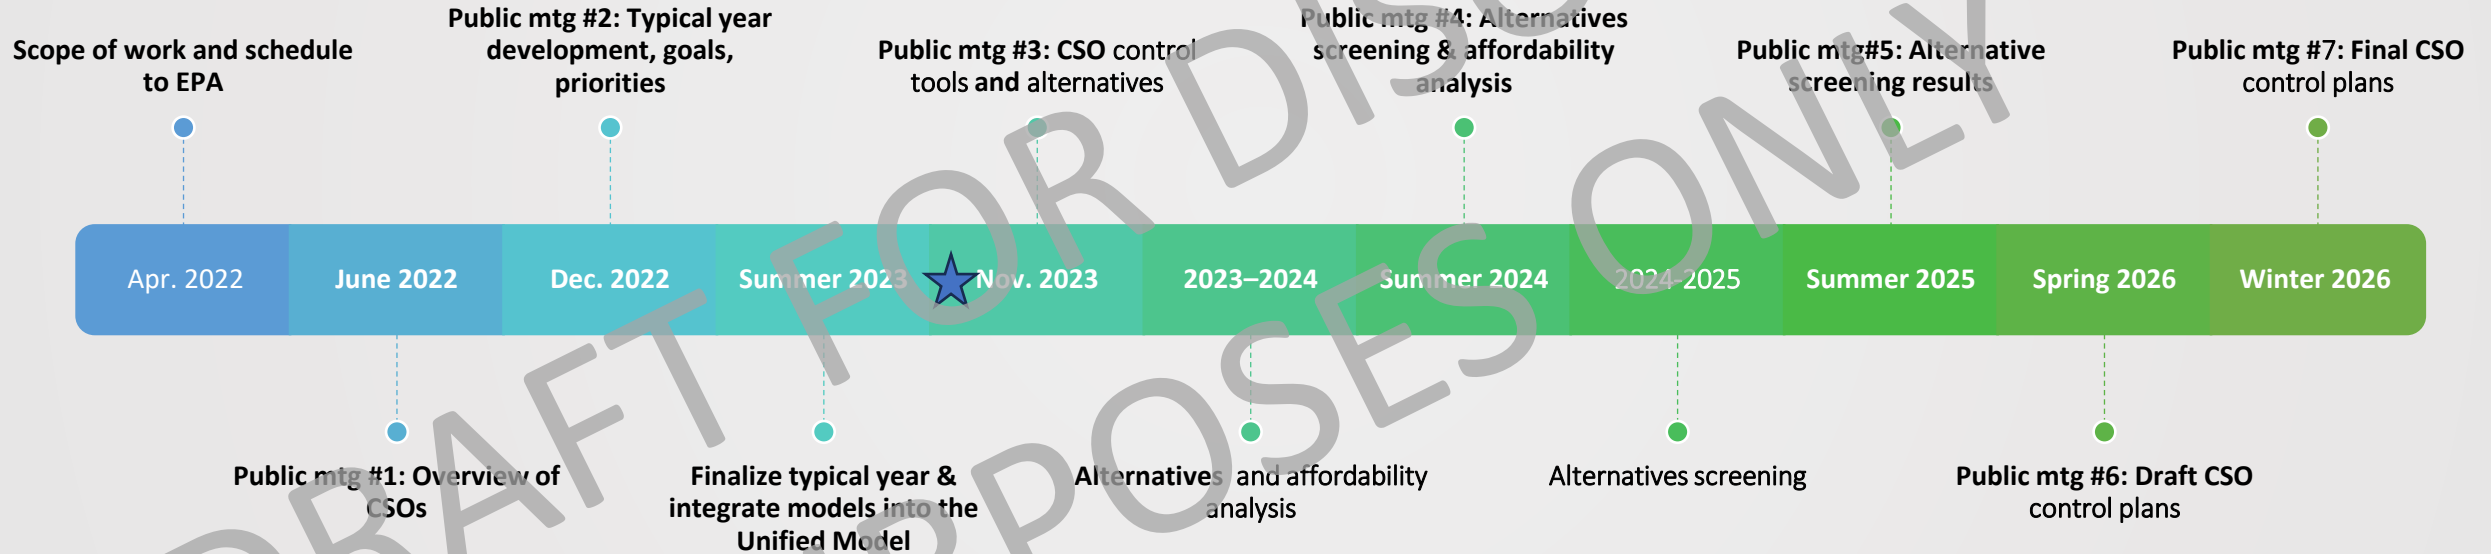 Scope of work and schedule
to EPA
Public mtg #2: Typical year
development, goals,
priorities
Public mtg #3: CSO control
tools and alternatives
Public mtg #4: Alternatives
screening & affordability
analysis
Public mtg#5: Alternative
screening results
Public mtg #7: Final CSO
control plans
Apr. 2022
June 2022
Dec. 2022
Summer 2023
Nov. 2023
2023–2024
Summer 2024
2024-2025
Summer 2025
Spring 2026
Winter 2026
Public mtg #1: Overview of
CSOs
Finalize typical year &
integrate models into the
Unified Model
Alternatives and affordability
analysis
Alternatives screening
Public mtg #6: Draft CSO
control plans
DRAFT FOR
ONLY